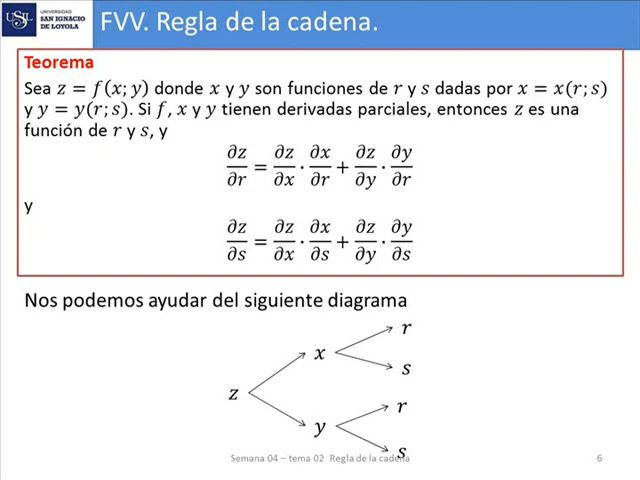 USIL
UNIVERSIDAD
SAN IGNACIO
DE LOYOLA
FVV. Regla de la cadena.
Teorema
Sea z = f(x; y) donde x y y son funciones de r y s dadas por x = x(r; s)
y y = y(r; s). Si f, x y y tienen derivadas parciales, entonces z es una
función de r y s, y
∂z/∂r = ∂z/∂x · ∂x/∂r + ∂z/∂y · ∂y/∂r
y
∂z/∂s = ∂z/∂x · ∂x/∂s + ∂z/∂y · ∂y/∂s
Nos podemos ayudar del siguiente diagrama
r
x
s
z
r
y
s
Semana 04 – tema 02 Regla de la cadena
6